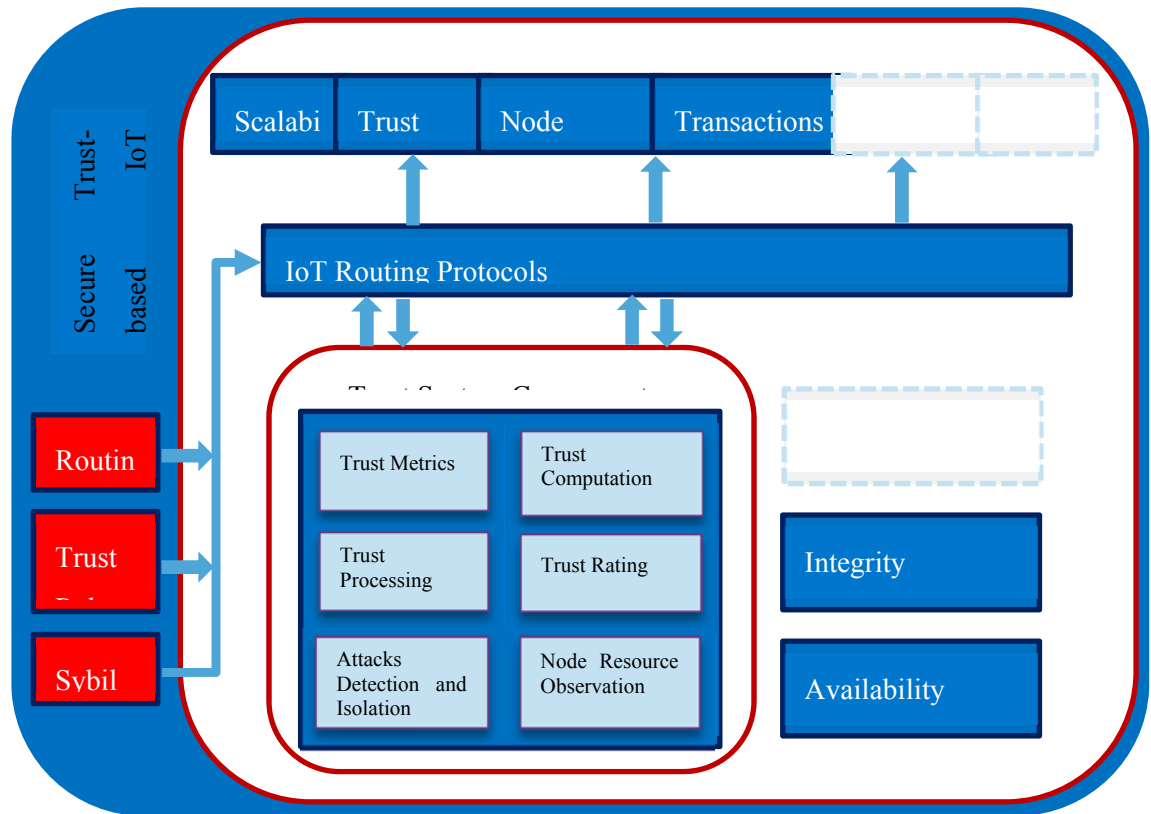 Secure Trust-
based IoT
Scalabi
Trust
Node
Transactions
IoT Routing Protocols
Routin
Trust
Sybil
Trust Metrics
Trust
Computation
Trust
Processing
Trust Rating
Attacks
Detection and
Isolation
Node Resource
Observation
Integrity
Availability